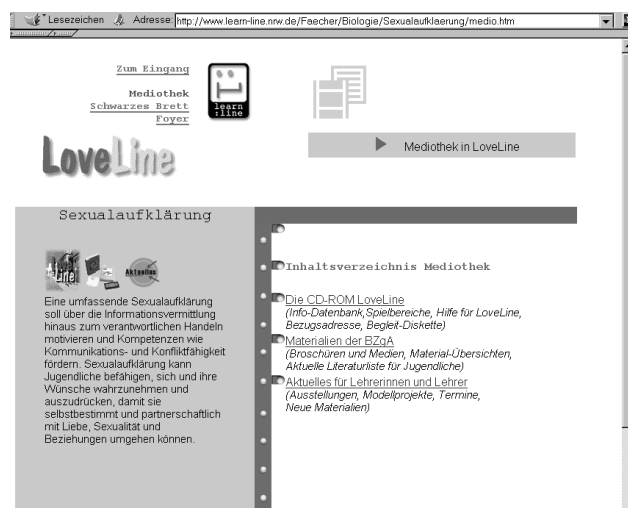 Lesezeichen Adresse: http://www.learn-line.nrw.de/Faecher/Biologie/Sexualaufklaerung/medio.htm
Zum Eingang
Mediothek
Schwarzes Brett
Foyer
learn
:line
LoveLine
Mediothek in LoveLine
Sexualaufklärung
Line
Aktuelles
Eine umfassende Sexualaufklärung
soll über die Informationsvermittlung
hinaus zum verantwortlichen Handeln
motivieren und Kompetenzen wie
Kommunikations- und Konfliktfähigkeit
fördern. Sexualaufklärung kann
Jugendliche befähigen, sich und ihre
Wünsche wahrzunehmen und
auszudrücken, damit sie
selbstbestimmt und partnerschaftlich
mit Liebe, Sexualität und
Beziehungen umgehen können.
Inhaltsverzeichnis Mediothek
Die CD-ROM LoveLine
(Info-Datenbank,Spielbereiche, Hilfe für LoveLine,
Bezugsadresse, Begleit-Diskette)
Materialien der BZgA
(Broschüren und Medien, Material-Übersichten,
Aktuelle Literaturliste für Jugendliche)
Aktuelles für Lehrerinnen und Lehrer
(Ausstellungen, Modellprojekte, Termine,
Neue Materialien)